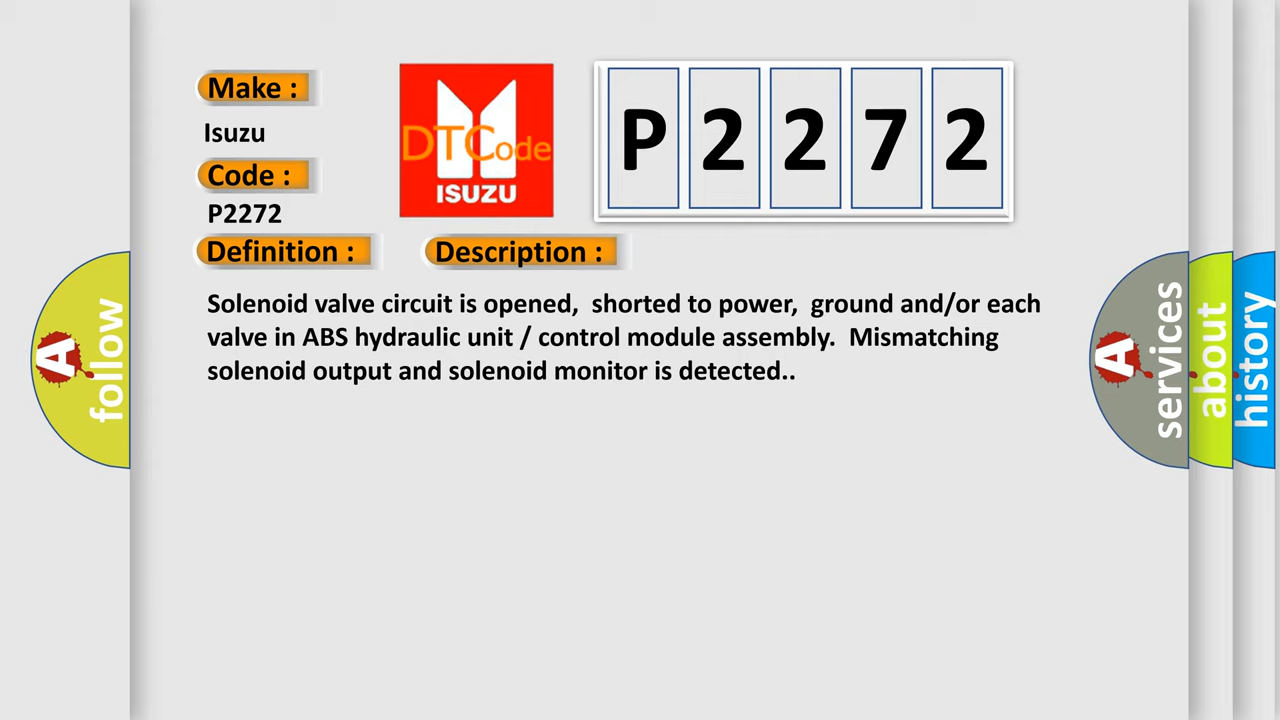 Make :
Isuzu
Code :
P2272
Definition :
Description :
DTCode
ISUZU
P 2 2 7 2
Solenoid valve circuit is opened,  shorted to power,  ground and/or each
valve in ABS hydraulic unit / control module assembly.  Mismatching
solenoid output and solenoid monitor is detected..
A follow
A services
about
history